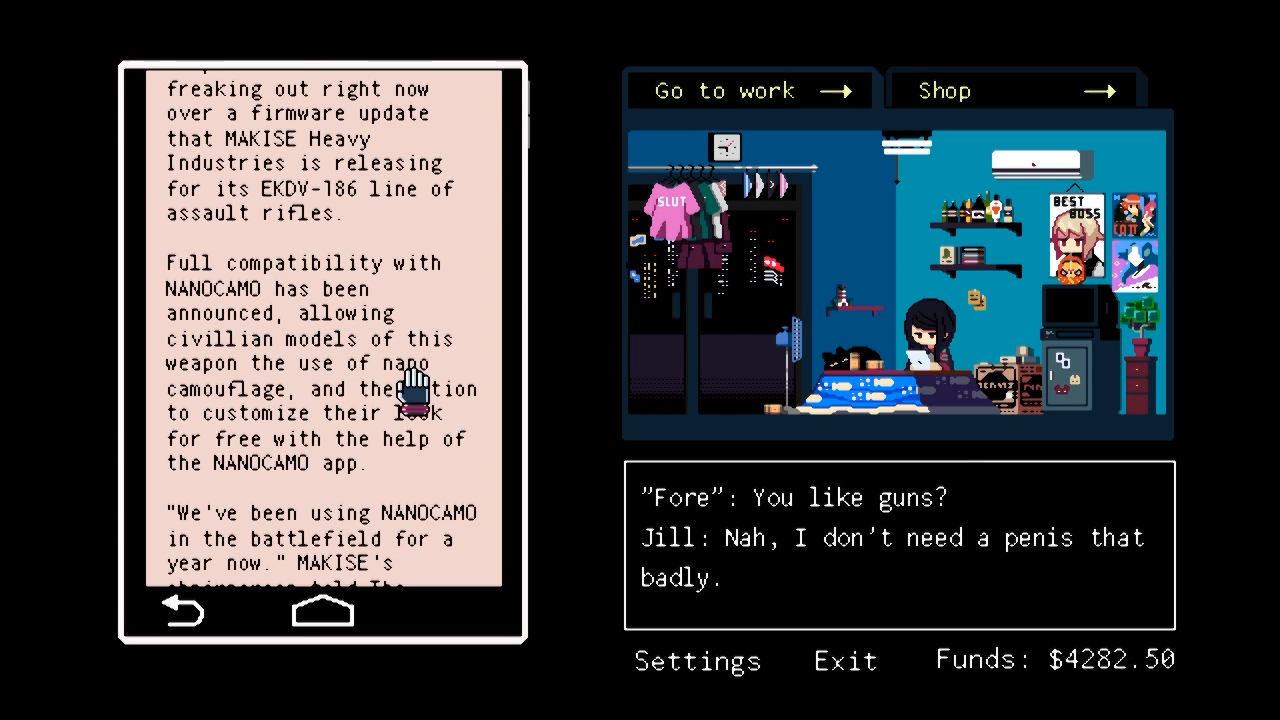 freaking out right now
over a firmware update
that MAKISE Heavy
Industries is releasing
for its EKDV-186 line of
assault rifles.
Full compatibility with
NANOCAMO has been
announced, allowing
civillian models of this
weapon the use of nano
camouflage, and the
to customize their
for free with the help of
the NANOCAMO app.
"We've been using NANOCAMO
in the battlefield for a
year now." MAKISE's
Go to work →
Shop →
SLUT
BEST
BOSS
"Fore": You like guns?
Jill: Nah, I don't need a penis that
badly.
Settings Exit Funds: $4282.50